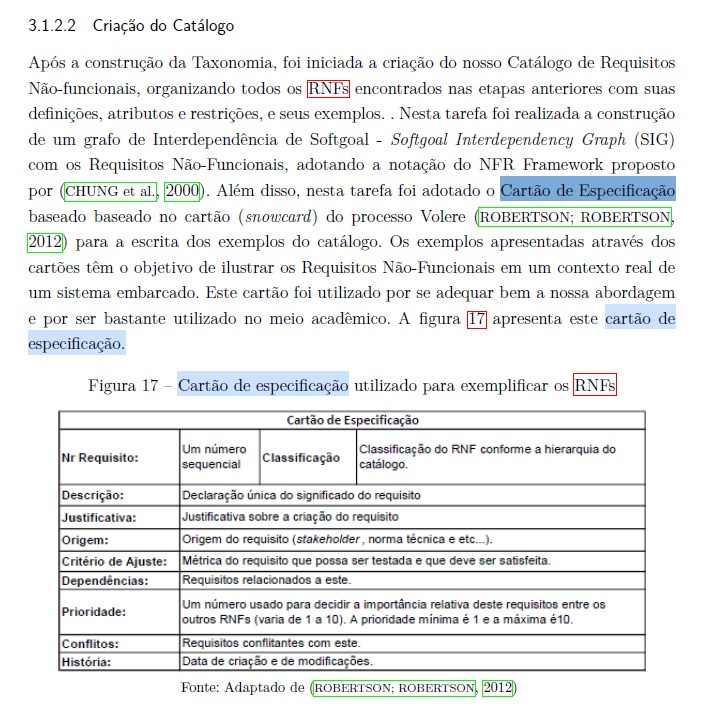 3.1.2.2 Criação do Catálogo
Após a construção da Taxonomia, foi iniciada a criação do nosso Catálogo de Requisitos
Não-funcionais, organizando todos os RNFs encontrados nas etapas anteriores com suas
definições, atributos e restrições, e seus exemplos. . Nesta tarefa foi realizada a construção
de um grafo de Interdependência de Softgoal - Softgoal Interdependency Graph (SIG)
com os Requisitos Não-Funcionais, adotando a notação do NFR Framework proposto
por (CHUNG et al., 2000). Além disso, nesta tarefa foi adotado o Cartão de Especificação
baseado baseado no cartão (snowcard) do processo Volere (ROBERTSON; ROBERTSON,
2012) para a escrita dos exemplos do catálogo. Os exemplos apresentadas através dos
cartões têm o objetivo de ilustrar os Requisitos Não-Funcionais em um contexto real de
um sistema embarcado. Este cartão foi utilizado por se adequar bem a nossa abordagem
e por ser bastante utilizado no meio acadêmico. A figura 17 apresenta este cartão de
especificação.
Figura 17 – Cartão de especificação utilizado para exemplificar os RNFs
Cartão de Especificação
Nr Requisito: Um número sequencial Classificação Classificação do RNF conforme a hierarquia do catálogo.
Descrição: Declaração única do significado do requisito
Justificativa: Justificativa sobre a criação do requisito
Origem: Origem do requisito (stakeholder, norma técnica e etc...).
Critério de Ajuste: Métrica do requisito que possa ser testada e que deve ser satisfeita.
Dependências: Requisitos relacionados a este.
Prioridade: Um número usado para decidir a importância relativa deste requisitos entre os
outros RNFs (varia de 1 a 10). A prioridade mínima é 1 e a máxima é10.
Conflitos: Requisitos conflitantes com este.
História: Data de criação e de modificações.
Fonte: Adaptado de (ROBERTSON; ROBERTSON, 2012)